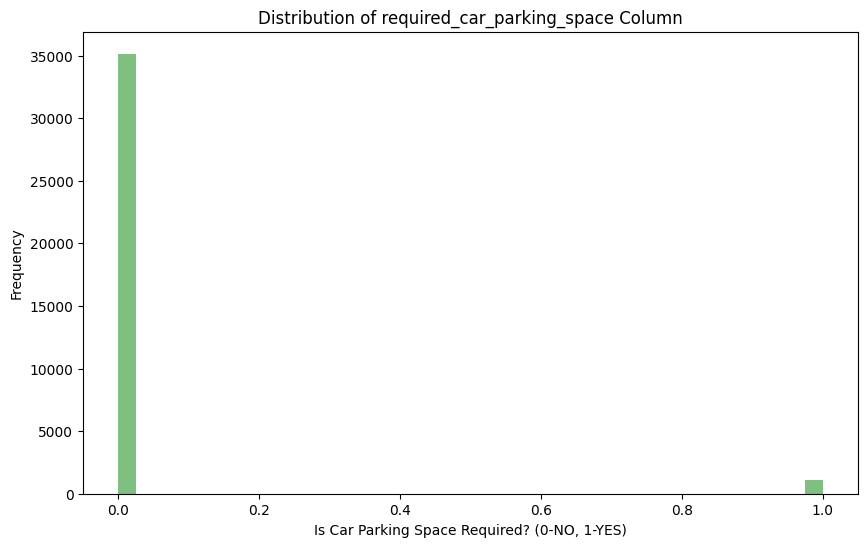 Distribution of required_car_parking_space Column
35000
30000
25000
20000
15000
10000
5000
0
Frequency
0.0 0.2 0.4 0.6 0.8 1.0
Is Car Parking Space Required? (0-NO, 1-YES)